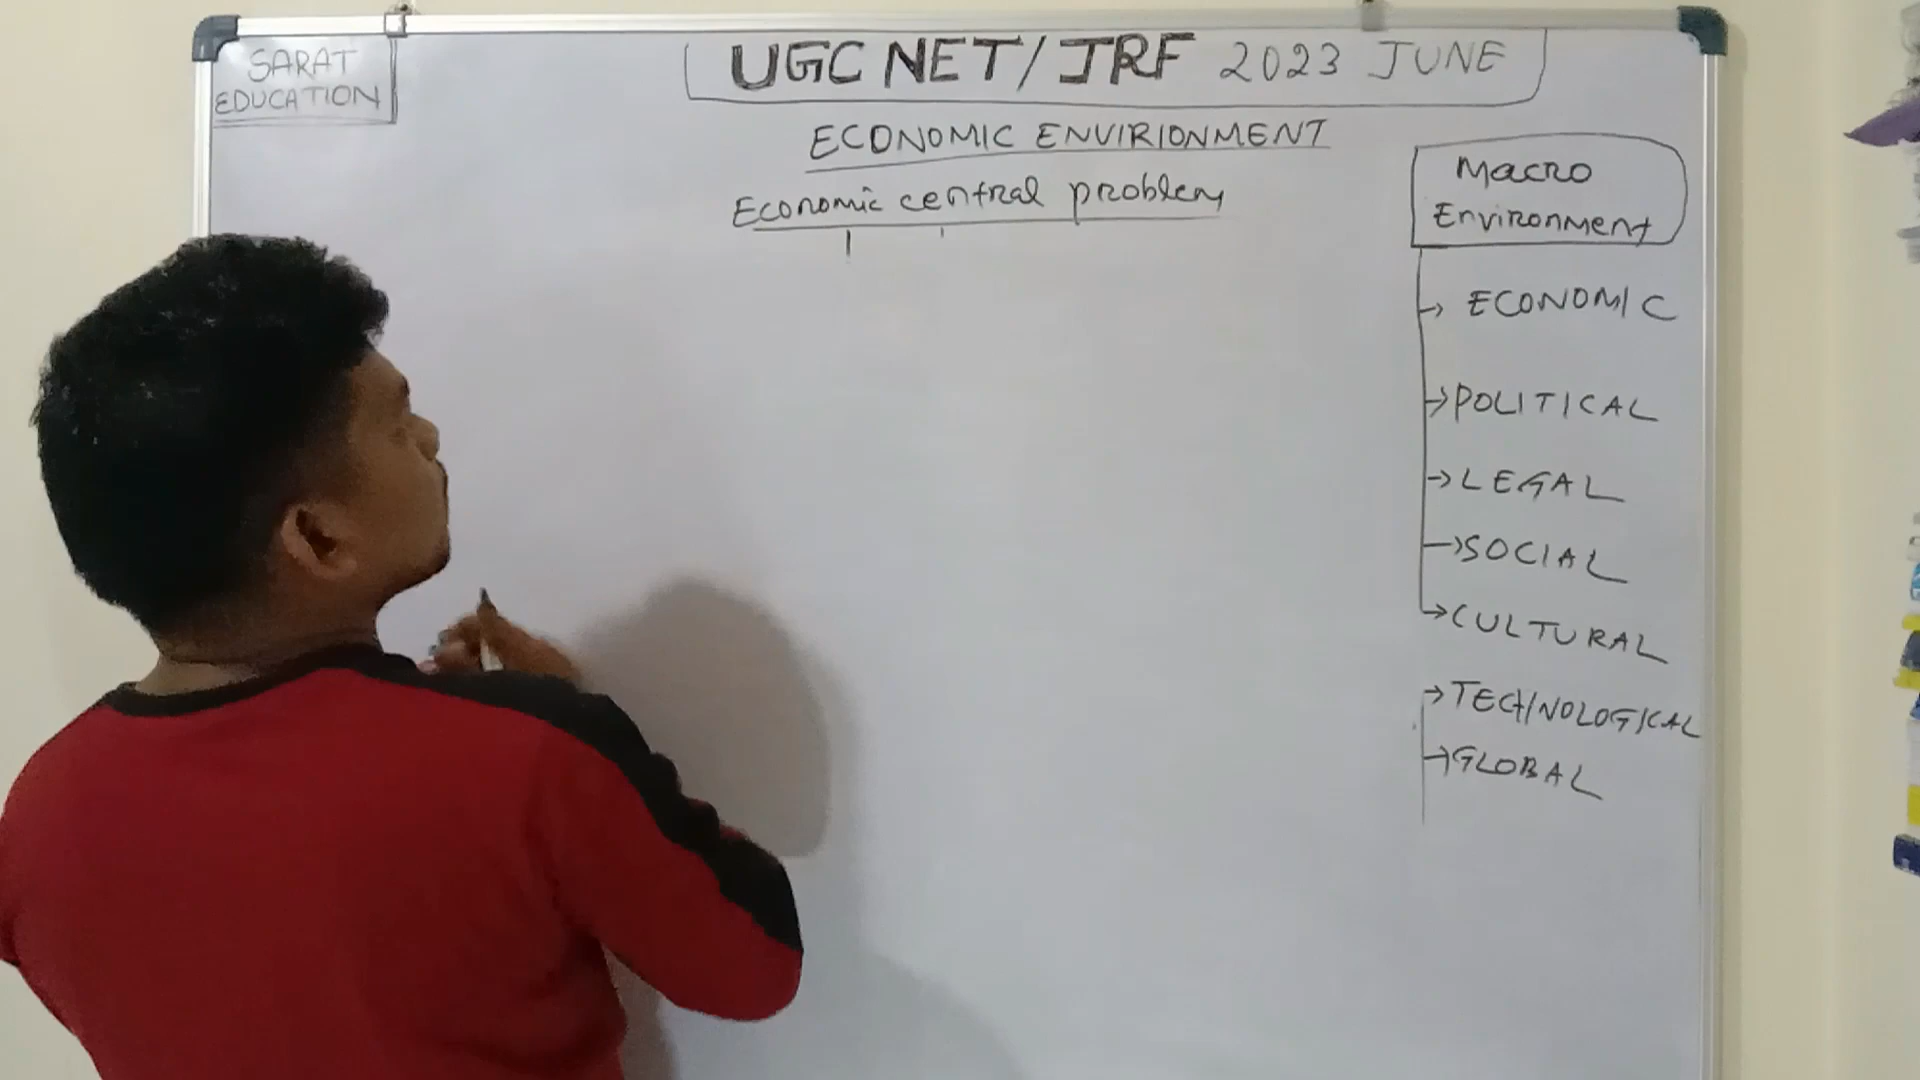 SARAT
EDUCATION
UGC NET/JRF 2023 JUNE
ECONOMIC ENVIRIONMENT
Economic central problem
Macro
Environment
→ ECONOMIC
→ POLITICAL
→ LEGAL
→ SOCIAL
→ CULTURAL
→ TECHNOLOGICAL
→ GLOBAL